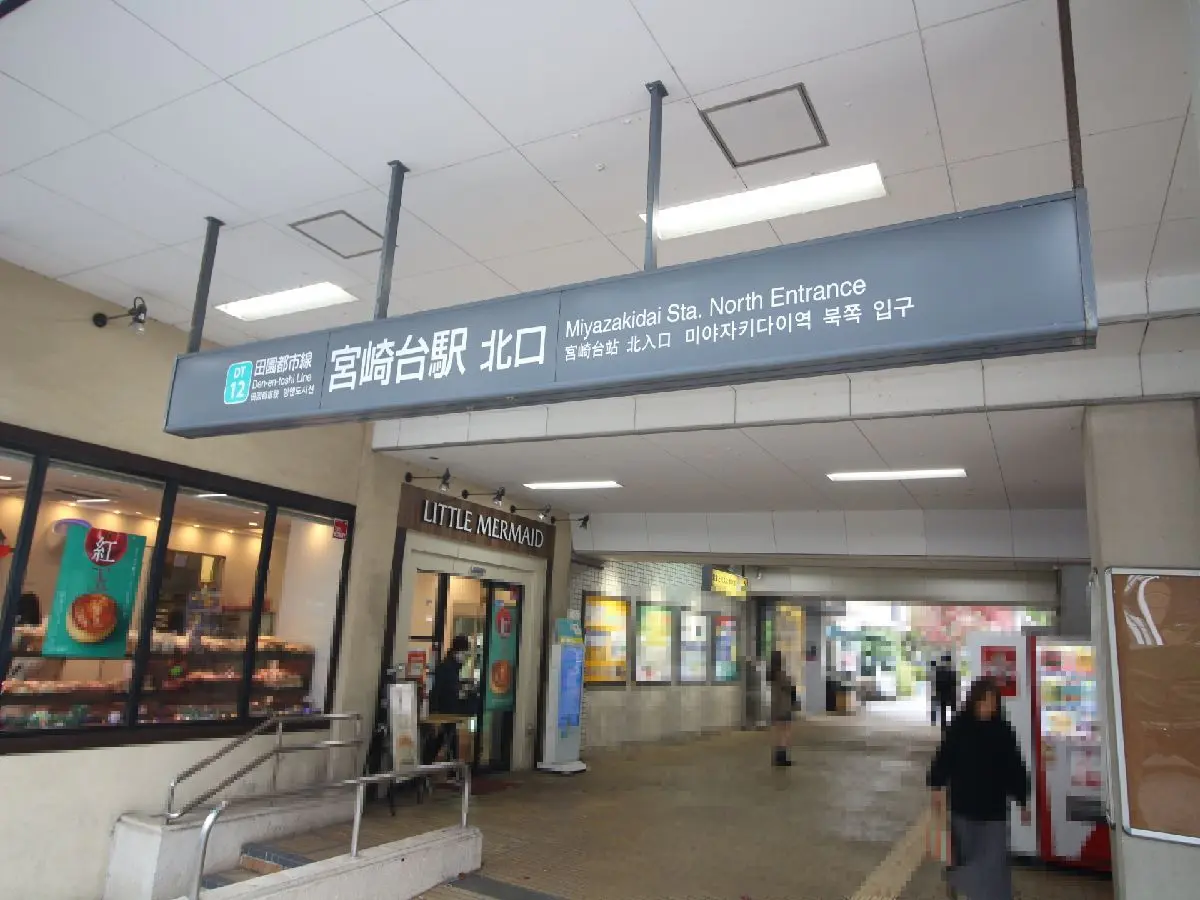 DT
12
田園都市線
Den-en-toshi Line
宮崎台駅 北口
Miyazakidai Sta. North Entrance
宮崎台站 北入口 미야자키다이역 북쪽 입구
LITTLE MERMAID
紅